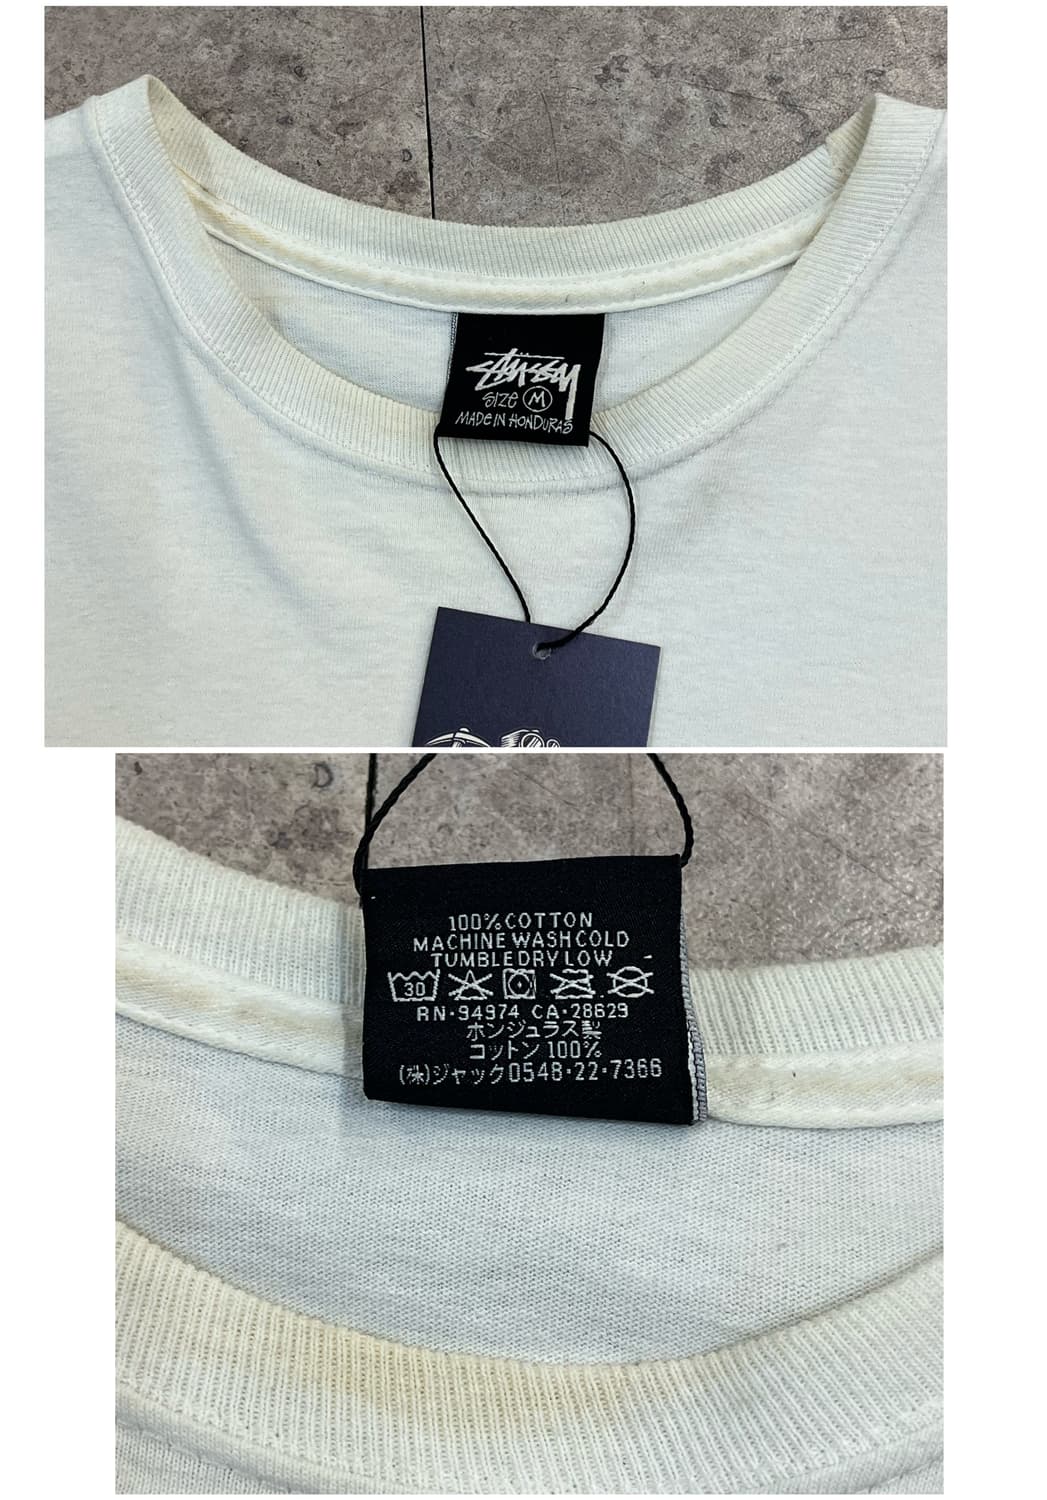 STÜSSY
SIZE M
MADE IN HONDURAS
100% COTTON
MACHINE WASH COLD
TUMBLE DRY LOW
30
RN·94974 CA·28629
ホンジュラス製
コットン 100%
(株)ジャック0548·22·7366